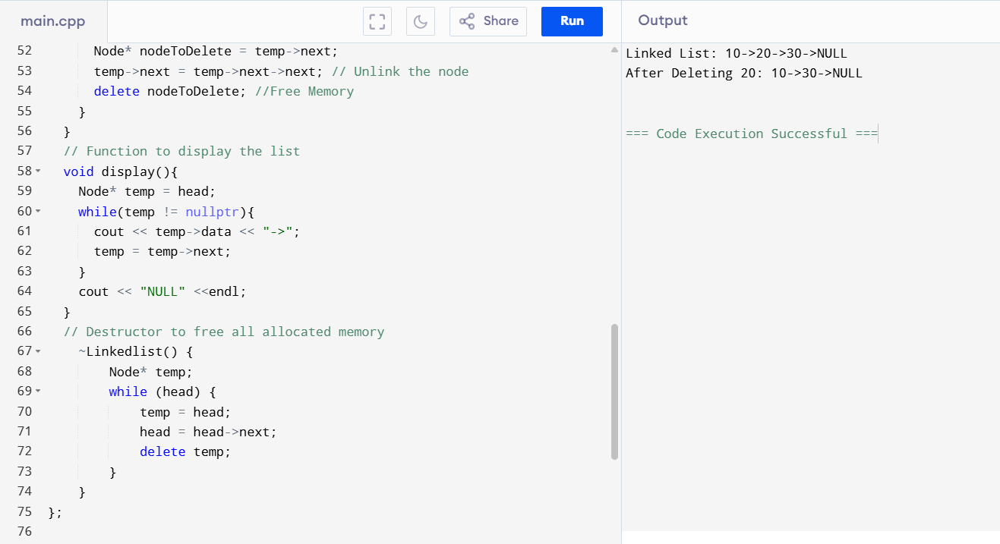 main.cpp
Share
Run
Output
52 Node* nodeToDelete = temp->next;
53 temp->next = temp->next->next; // Unlink the node
54 delete nodeToDelete; //Free Memory
55 }
56 }
57 // Function to display the list
58 void display(){
59 Node* temp = head;
60 while(temp != nullptr){
61 cout << temp->data << "->";
62 temp = temp->next;
63 }
64 cout << "NULL" <<endl;
65 }
66 // Destructor to free all allocated memory
67 ~Linkedlist() {
68 Node* temp;
69 while (head) {
70 temp = head;
71 head = head->next;
72 delete temp;
73 }
74 }
75 };
76
Linked List: 10->20->30->NULL
After Deleting 20: 10->30->NULL
=== Code Execution Successful ===